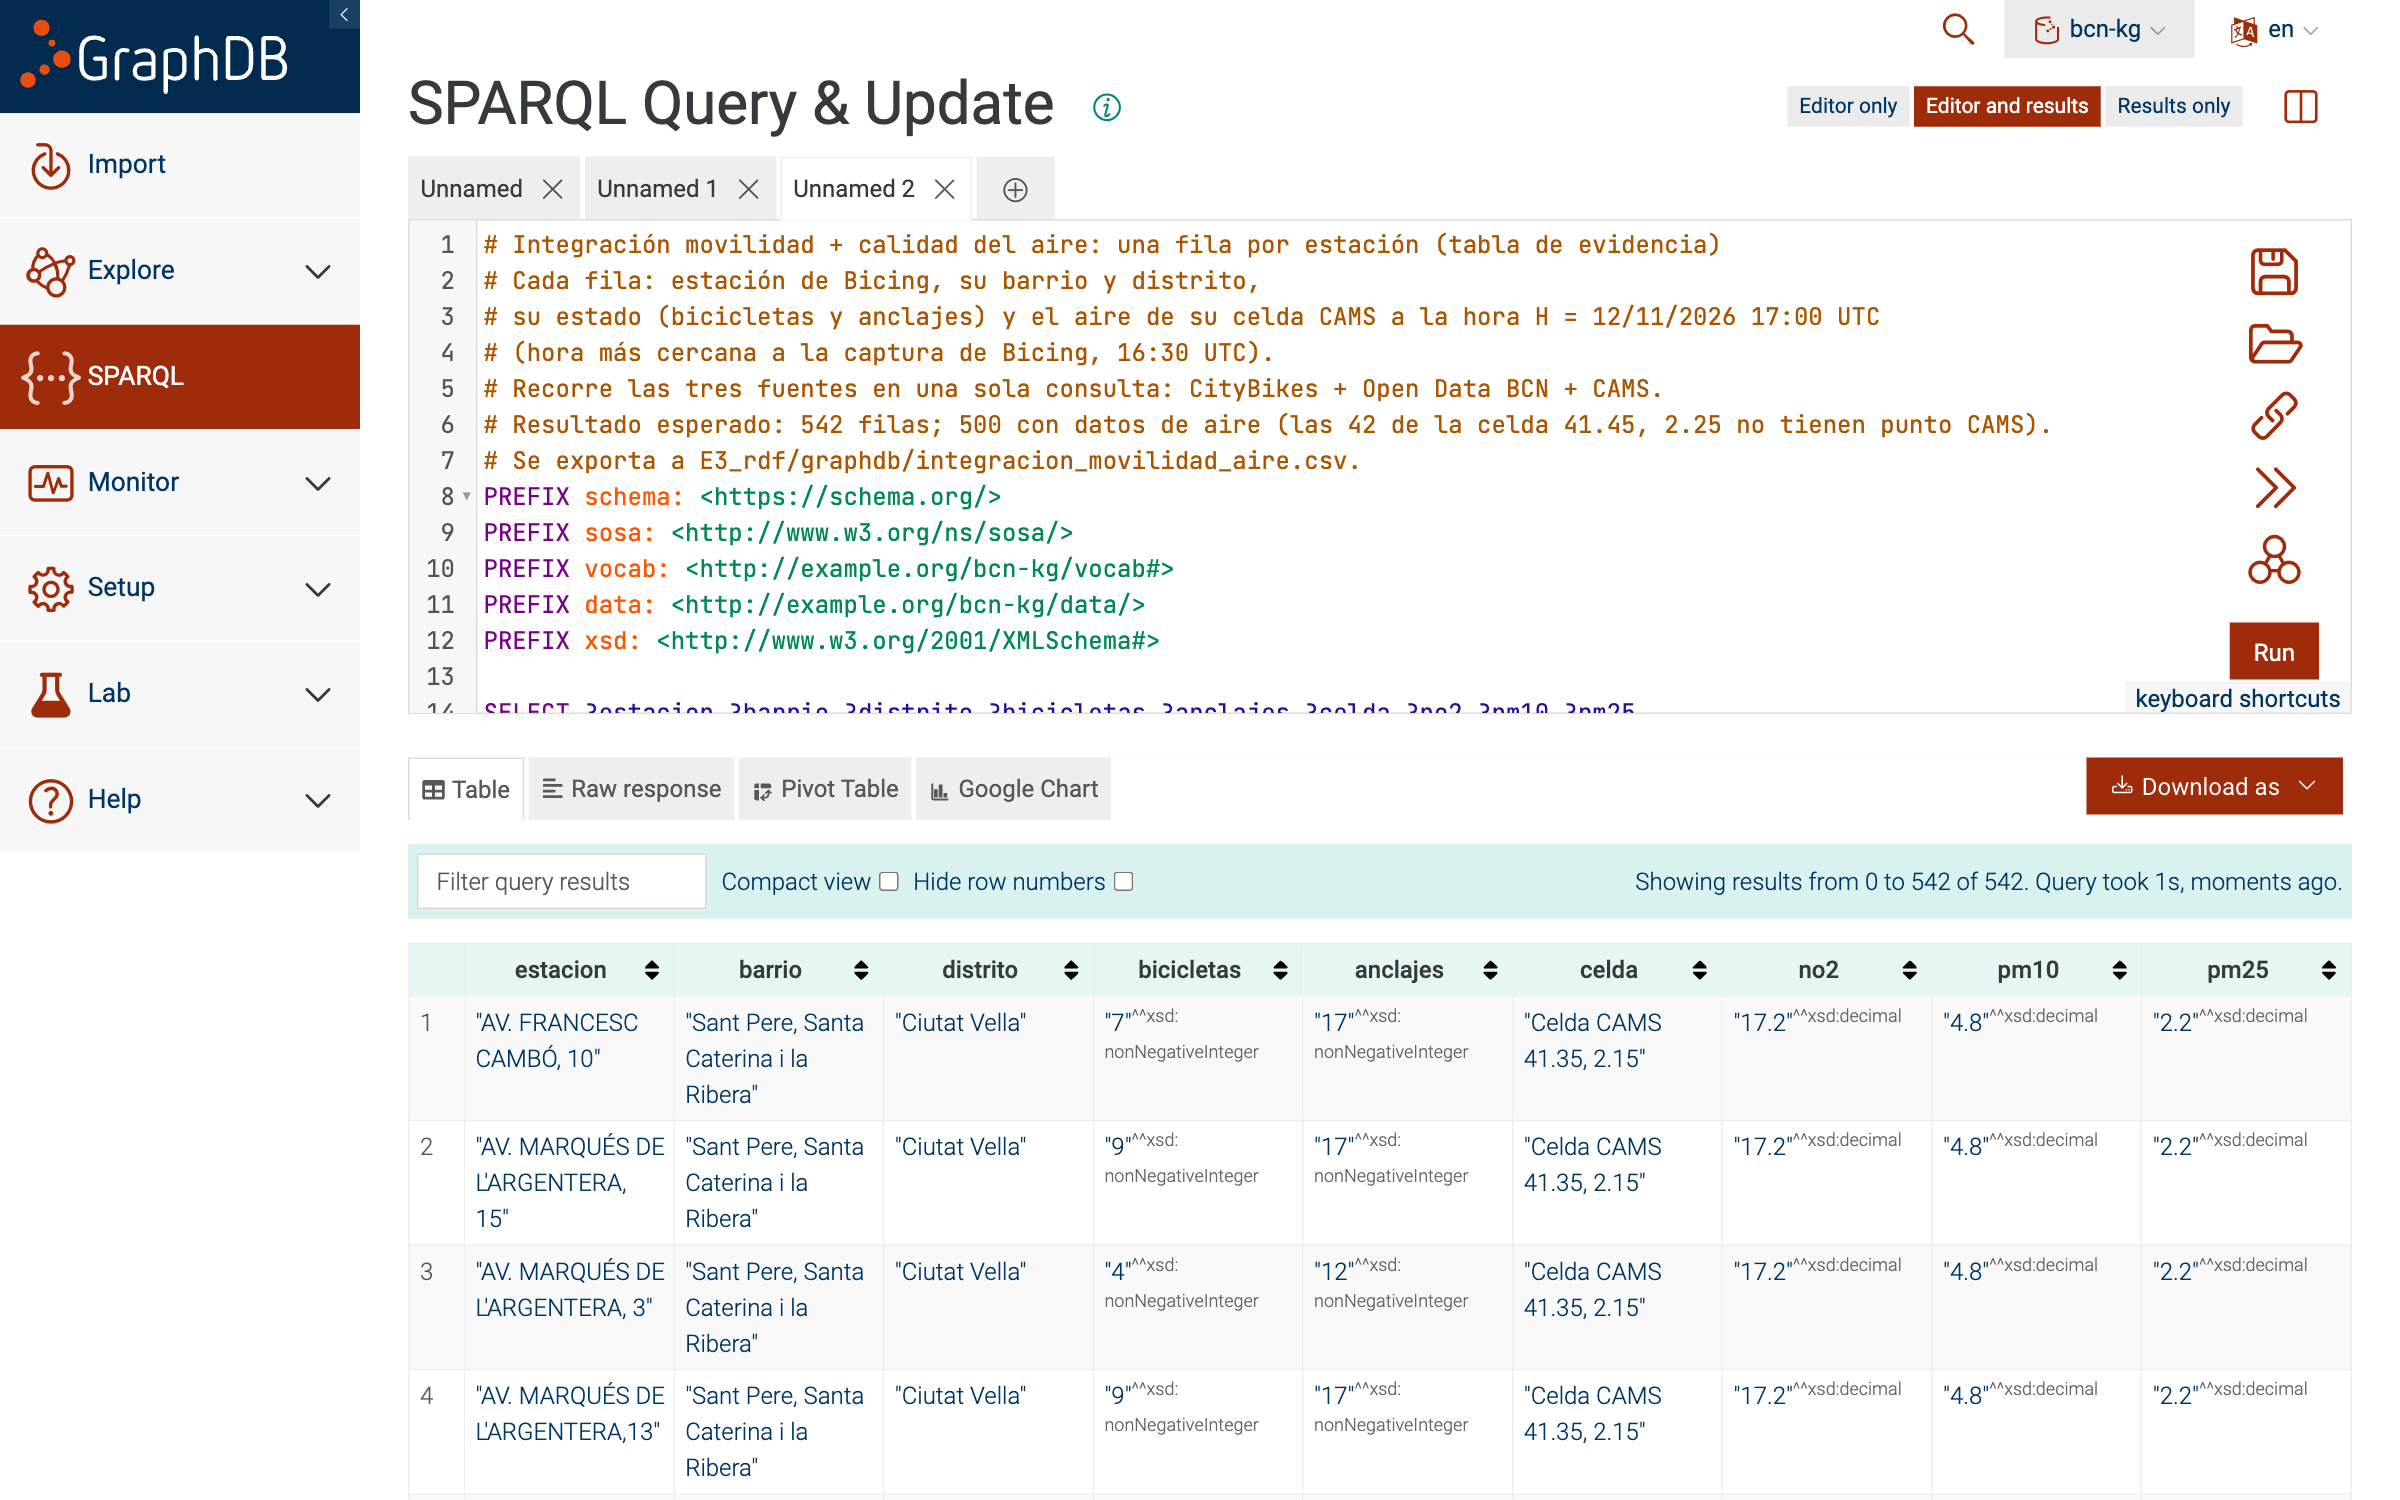 GraphDB
bcn-kg
en
SPARQL Query & Update
Editor only
Editor and results
Results only
Import
Explore
SPARQL
Monitor
Setup
Lab
Help
Unnamed
Unnamed 1
Unnamed 2
1 # Integración movilidad + calidad del aire: una fila por estación (tabla de evidencia)
2 # Cada fila: estación de Bicing, su barrio y distrito,
3 # su estado (bicicletas y anclajes) y el aire de su celda CAMS a la hora H = 12/11/2026 17:00 UTC
4 # (hora más cercana a la captura de Bicing, 16:30 UTC).
5 # Recorre las tres fuentes en una sola consulta: CityBikes + Open Data BCN + CAMS.
6 # Resultado esperado: 542 filas; 500 con datos de aire (las 42 de la celda 41.45, 2.25 no tienen punto CAMS).
7 # Se exporta a E3_rdf/graphdb/integracion_movilidad_aire.csv.
8 PREFIX schema: <https://schema.org/>
9 PREFIX sosa: <http://www.w3.org/ns/sosa/>
10 PREFIX vocab: <http://example.org/bcn-kg/vocab#>
11 PREFIX data: <http://example.org/bcn-kg/data/>
12 PREFIX xsd: <http://www.w3.org/2001/XMLSchema#>
13
14 SELECT ?estacion ?barrio ?distrito ?bicicletas ?anclajes ?celda ?no2 ?pm10 ?pm25
Run
keyboard shortcuts
Table
Raw response
Pivot Table
Google Chart
Download as
Filter query results
Compact view
Hide row numbers
Showing results from 0 to 542 of 542. Query took 1s, moments ago.
estacion barrio distrito bicicletas anclajes celda no2 pm10 pm25
1 "AV. FRANCESC "Sant Pere, Santa "Ciutat Vella" "7"^^xsd: "17"^^xsd: "Celda CAMS "17.2"^^xsd:decimal "4.8"^^xsd:decimal "2.2"^^xsd:decimal
CAMBÓ, 10" Caterina i la nonNegativeInteger nonNegativeInteger 41.35, 2.15"
Ribera"
2 "AV. MARQUÉS DE "Sant Pere, Santa "Ciutat Vella" "9"^^xsd: "17"^^xsd: "Celda CAMS "17.2"^^xsd:decimal "4.8"^^xsd:decimal "2.2"^^xsd:decimal
L'ARGENTERA, Caterina i la nonNegativeInteger nonNegativeInteger 41.35, 2.15"
15" Ribera"
3 "AV. MARQUÉS DE "Sant Pere, Santa "Ciutat Vella" "4"^^xsd: "12"^^xsd: "Celda CAMS "17.2"^^xsd:decimal "4.8"^^xsd:decimal "2.2"^^xsd:decimal
L'ARGENTERA, 3" Caterina i la nonNegativeInteger nonNegativeInteger 41.35, 2.15"
Ribera"
4 "AV. MARQUÉS DE "Sant Pere, Santa "Ciutat Vella" "9"^^xsd: "17"^^xsd: "Celda CAMS "17.2"^^xsd:decimal "4.8"^^xsd:decimal "2.2"^^xsd:decimal
L'ARGENTERA,13" Caterina i la nonNegativeInteger nonNegativeInteger 41.35, 2.15"
Ribera"